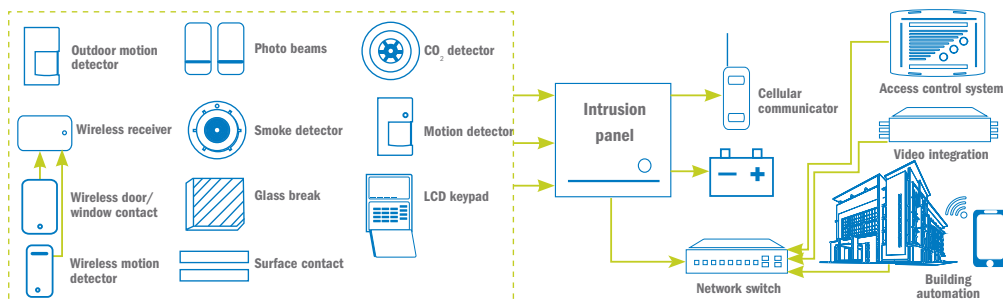 Outdoor motion
detector
Photo beams
CO₂ detector
Wireless receiver
Smoke detector
Motion detector
Wireless door/
window contact
Glass break
LCD keypad
Wireless motion
detector
Surface contact
Intrusion
panel
Cellular
communicator
Network switch
Access control system
Video integration
Building
automation